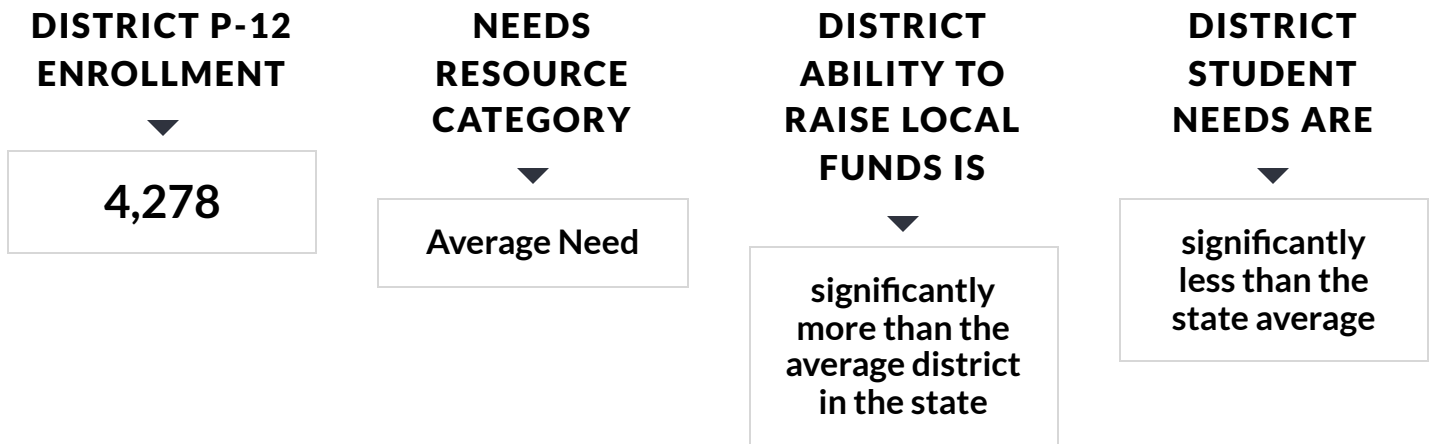 DISTRICT P-12
ENROLLMENT
4,278
NEEDS
RESOURCE
CATEGORY
Average Need
DISTRICT
ABILITY TO
RAISE LOCAL
FUNDS IS
significantly
more than the
average district
in the state
DISTRICT
STUDENT
NEEDS ARE
significantly
less than the
state average